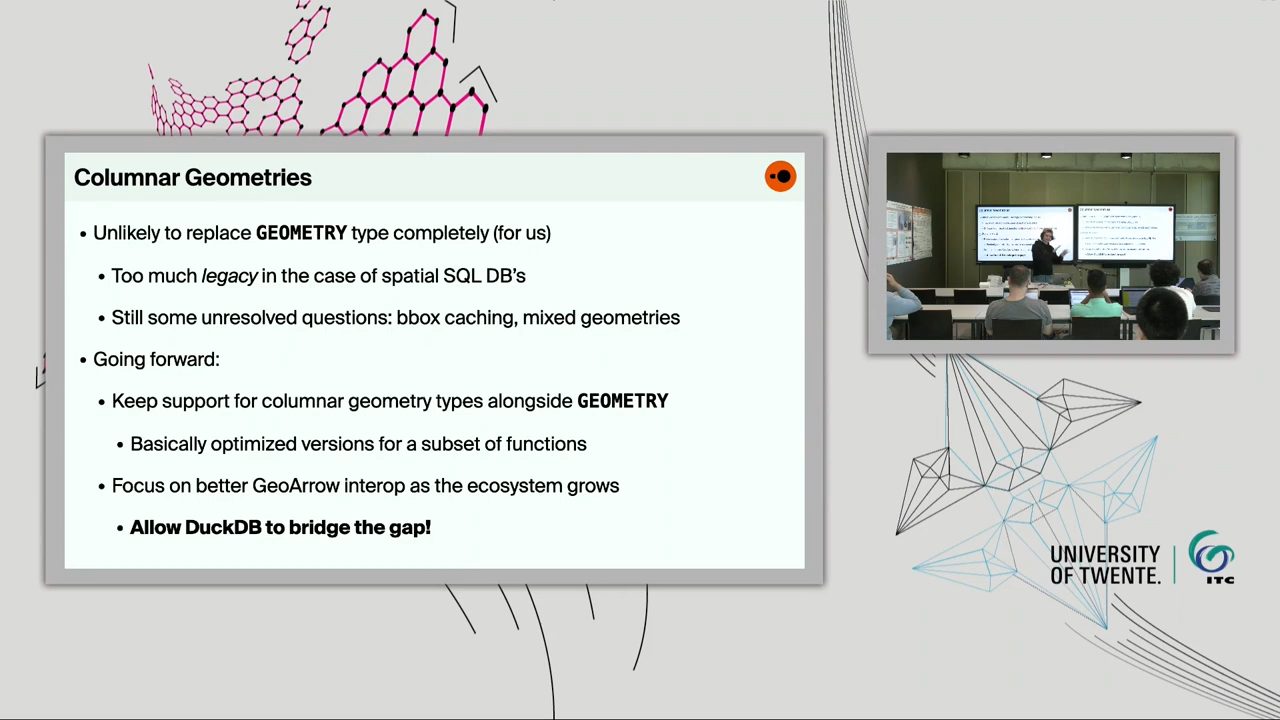 Columnar Geometries
• Unlikely to replace GEOMETRY type completely (for us)
• Too much legacy in the case of spatial SQL DB's
• Still some unresolved questions: bbox caching, mixed geometries
• Going forward:
• Keep support for columnar geometry types alongside GEOMETRY
• Basically optimized versions for a subset of functions
• Focus on better GeoArrow interop as the ecosystem grows
• Allow DuckDB to bridge the gap!
UNIVERSITY
OF TWENTE.
ITC